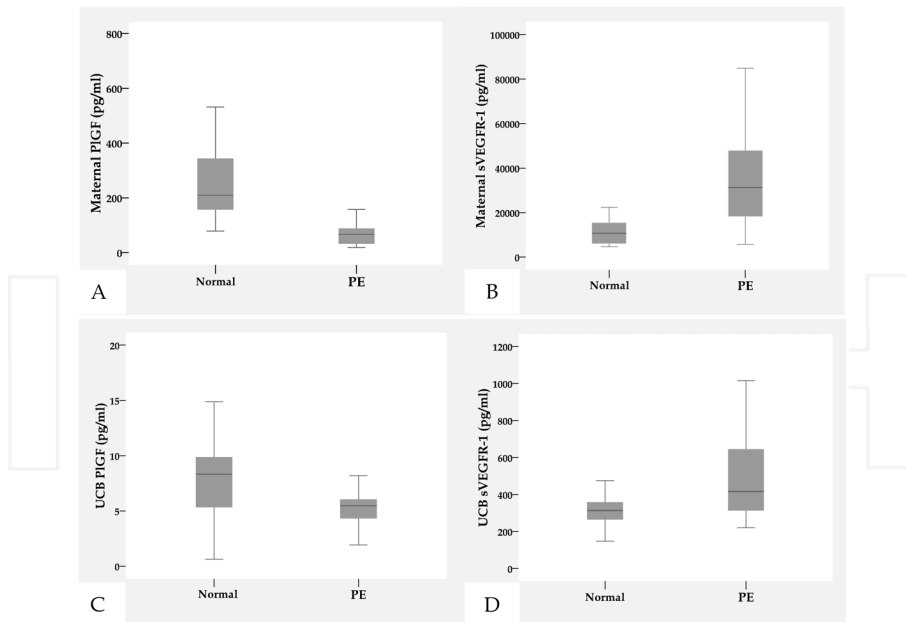 Maternal PlGF (pg/ml)
800
600
400
200
0
Normal
PE
A
Maternal sVEGFR-1 (pg/ml)
100000
80000
60000
40000
20000
0
Normal
PE
B
UCB PlGF (pg/ml)
20
15
10
5
0
Normal
PE
C
UCB sVEGFR-1 (pg/ml)
1200
1000
800
600
400
200
0
Normal
PE
D